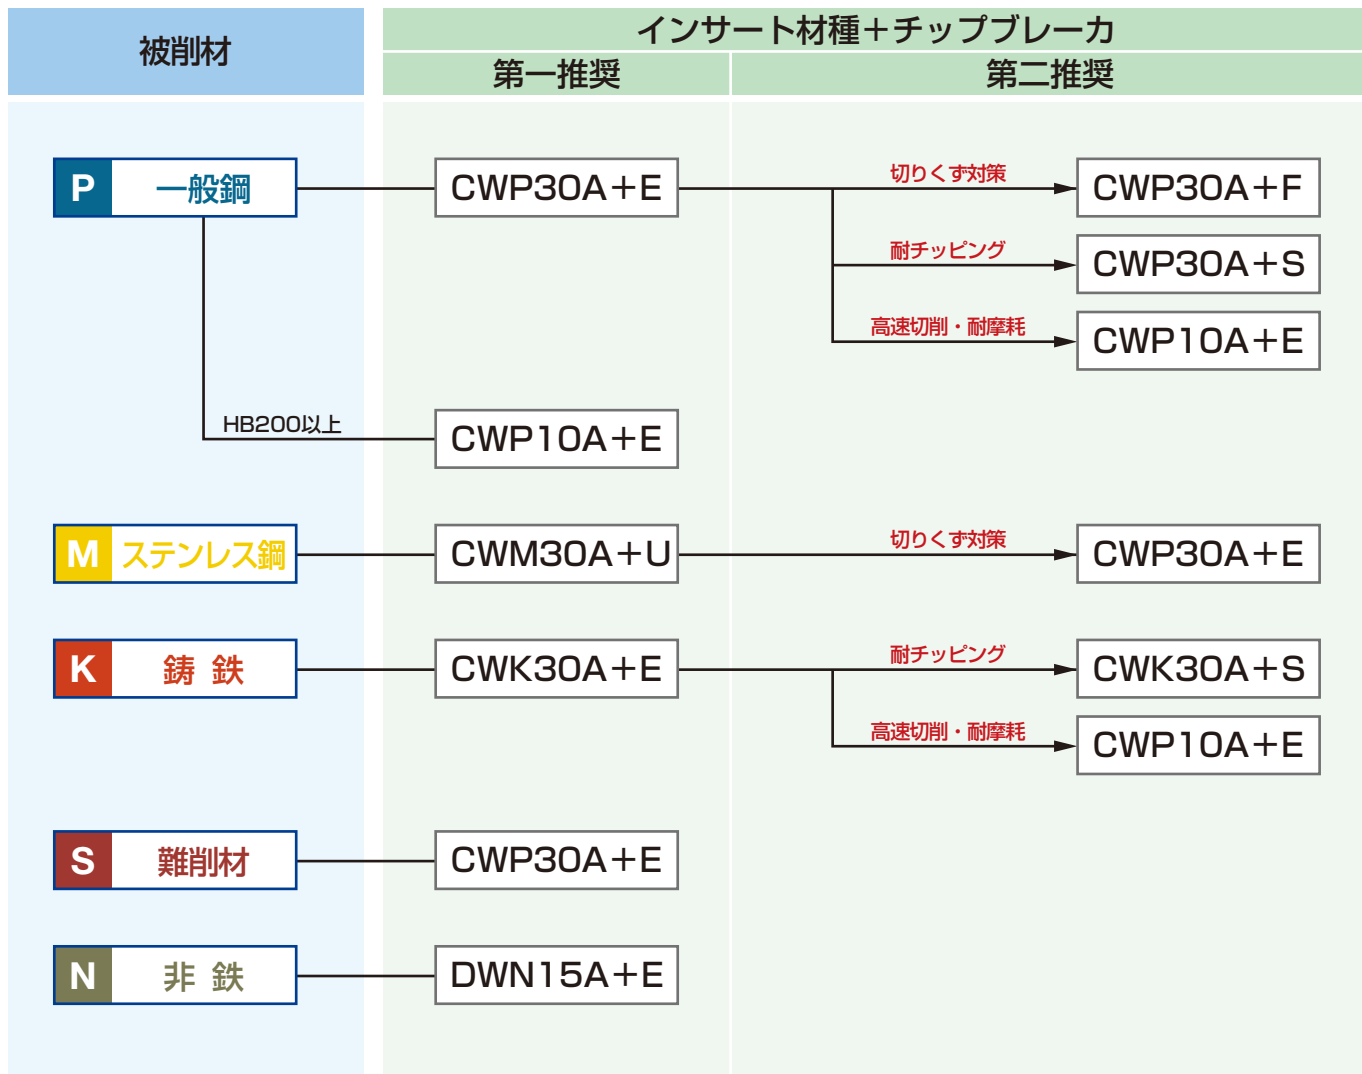 被削材
インサート材種＋チップブレーカ
第一推奨
第二推奨
P 一般鋼
CWP30A＋E
切りくず対策
CWP30A＋F
耐チッピング
CWP30A＋S
高速切削・耐摩耗
CWP10A＋E
HB200以上
CWP10A＋E
M ステンレス鋼
CWM30A＋U
切りくず対策
CWP30A＋E
K 鋳 鉄
CWK30A＋E
耐チッピング
CWK30A＋S
高速切削・耐摩耗
CWP10A＋E
S 難削材
CWP30A＋E
N 非 鉄
DWN15A＋E